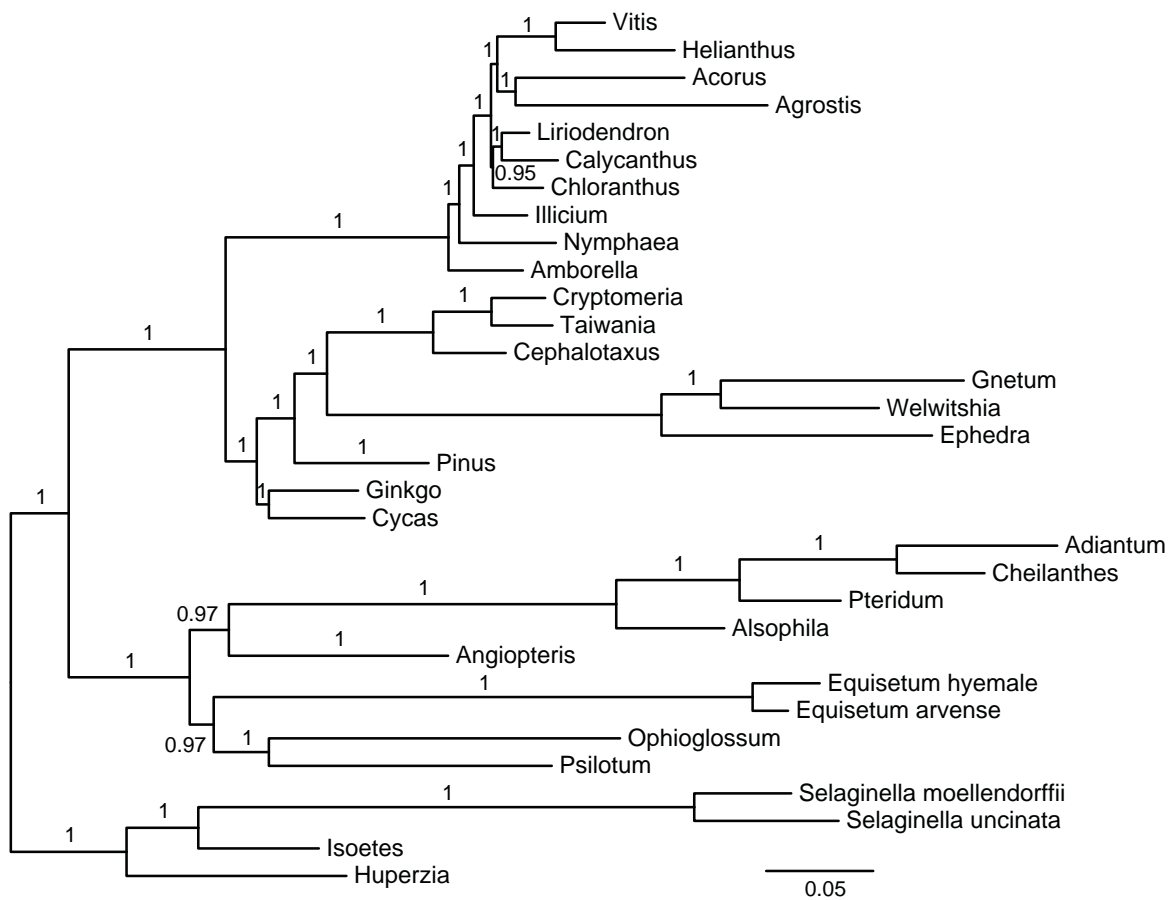 1 Vitis
1 Helianthus
Acorus
1 1 Agrostis
1 Liriodendron
1 Calycanthus
1 0.95
Chloranthus
1 Illicium
1 Nymphaea
Amborella
1 Cryptomeria
1 Taiwania
1 Cephalotaxus
1 1 Gnetum
Welwitshia
1 Ephedra
1 1 Pinus
1 Ginkgo
1 Cycas
1 Adiantum
1 Cheilanthes
Pteridum
0.97 1 Alsophila
1 1 Angiopteris
1 Equisetum hyemale
Equisetum arvense
0.97 1 Ophioglossum
Psilotum
1 Selaginella moellendorffii
1 Selaginella uncinata
1 Isoetes
Huperzia
0.05